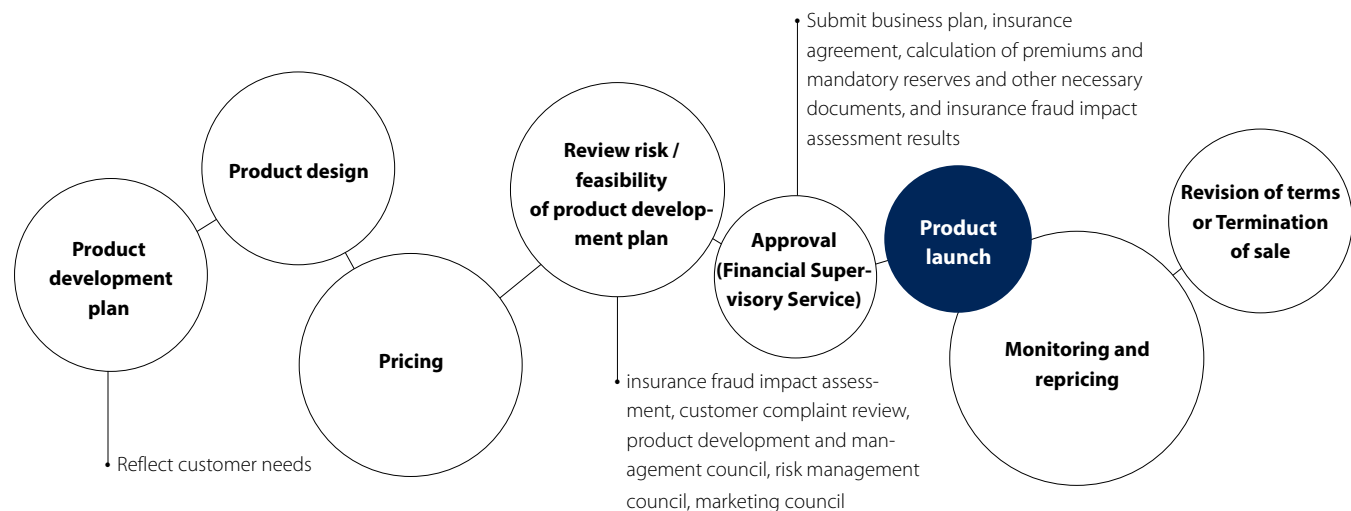 Product
development
plan
Reflect customer needs
Product design
Pricing
Review risk /
feasibility
of product develop-
ment plan
insurance fraud impact assess-
ment, customer complaint review,
product development and man-
agement council, risk management
council, marketing council
Approval
(Financial Super-
visory Service)
Submit business plan, insurance
agreement, calculation of premiums and
mandatory reserves and other necessary
documents, and insurance fraud impact
assessment results
Product
launch
Monitoring and
repricing
Revision of terms
or Termination
of sale